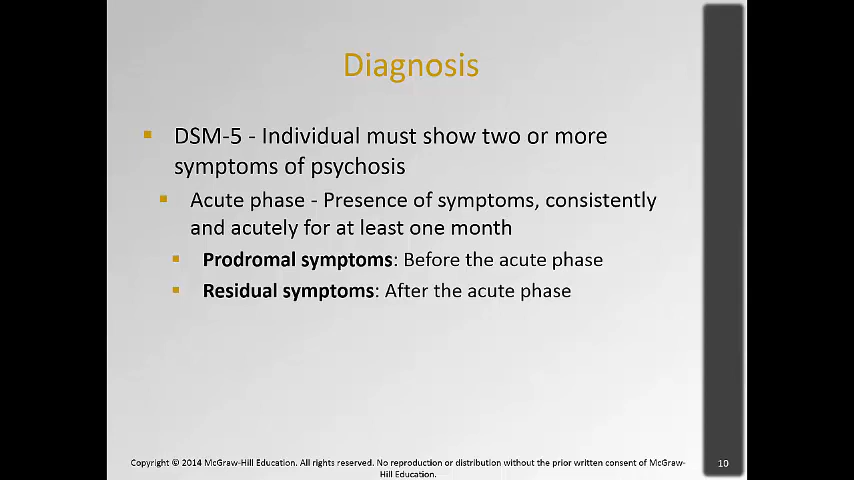 Diagnosis
DSM-5 - Individual must show two or more
symptoms of psychosis
Acute phase - Presence of symptoms, consistently
and acutely for at least one month
Prodromal symptoms: Before the acute phase
Residual symptoms: After the acute phase
Copyright © 2014 McGraw-Hill Education. All rights reserved. No reproduction or distribution without the prior written consent of McGraw-
Hill Education.
10